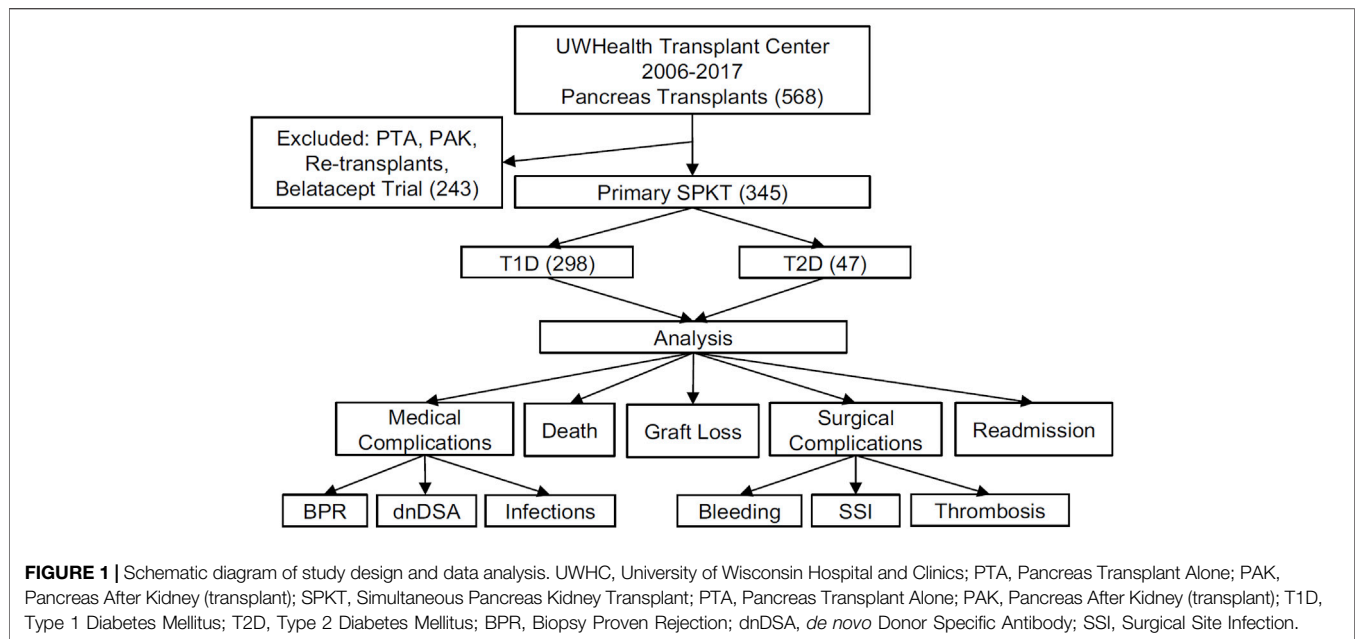 UWHealth Transplant Center
2006-2017
Pancreas Transplants (568)
Excluded: PTA, PAK,
Re-transplants,
Belatacept Trial (243)
Primary SPKT (345)
T1D (298)
T2D (47)
Analysis
Medical
Complications
Death
Graft Loss
Surgical
Complications
Readmission
BPR
dnDSA
Infections
Bleeding
SSI
Thrombosis
FIGURE 1 | Schematic diagram of study design and data analysis. UWHC, University of Wisconsin Hospital and Clinics; PTA, Pancreas Transplant Alone; PAK,
Pancreas After Kidney (transplant); SPKT, Simultaneous Pancreas Kidney Transplant; PTA, Pancreas Transplant Alone; PAK, Pancreas After Kidney (transplant); T1D,
Type 1 Diabetes Mellitus; T2D, Type 2 Diabetes Mellitus; BPR, Biopsy Proven Rejection; dnDSA, de novo Donor Specific Antibody; SSI, Surgical Site Infection.